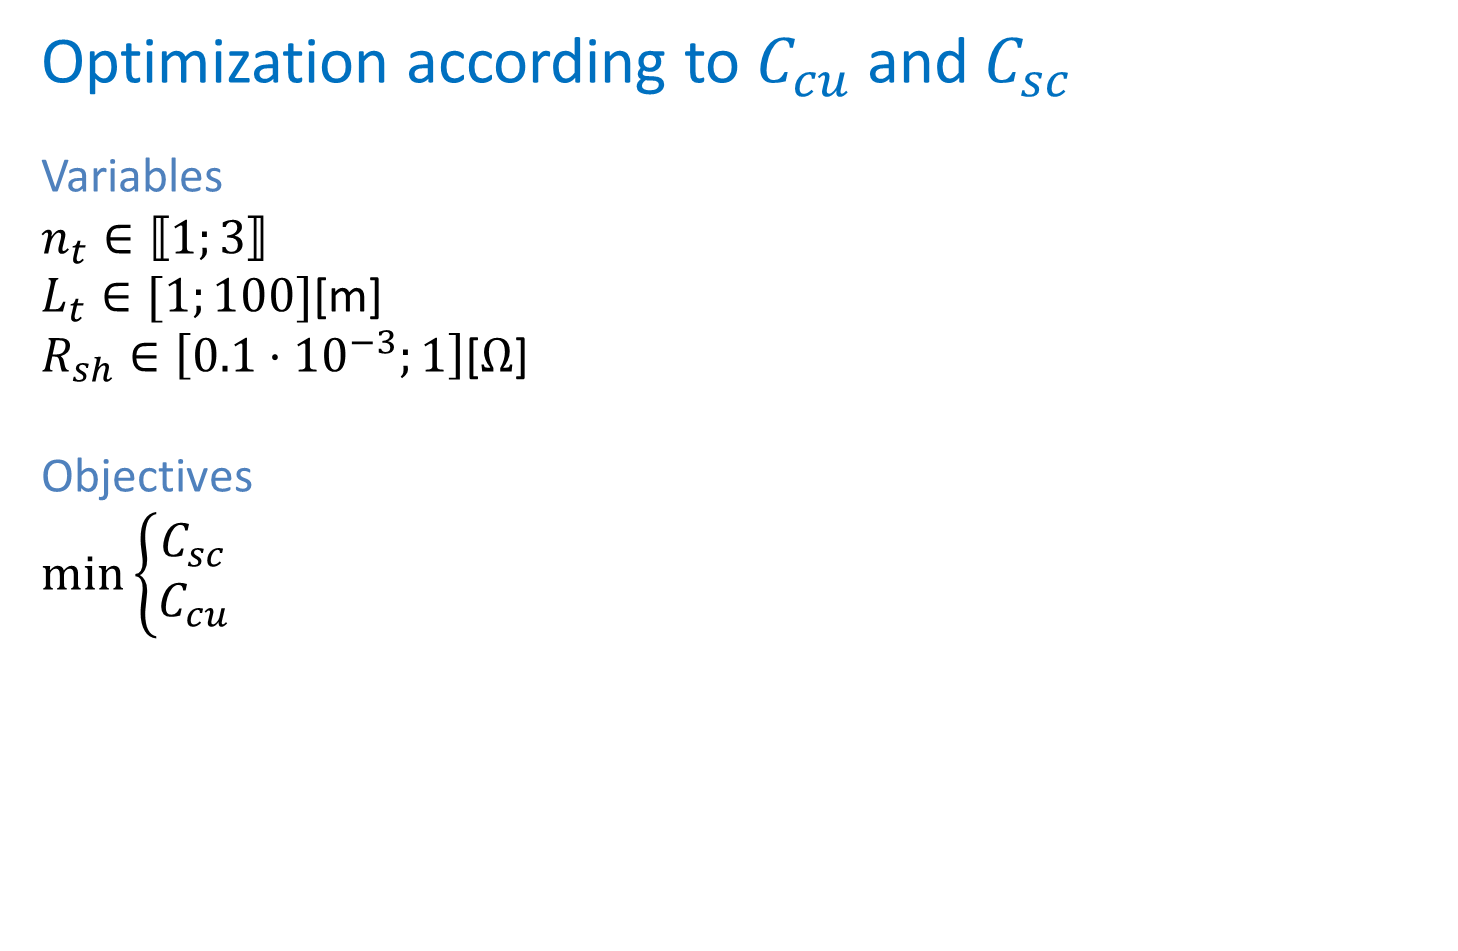 Optimization according to C_cu and C_sc
Variables
n_t ∈ ⟦1; 3⟧
L_t ∈ [1; 100][m]
R_sh ∈ [0.1 · 10^−3; 1][Ω]
Objectives
min { C_sc
C_cu